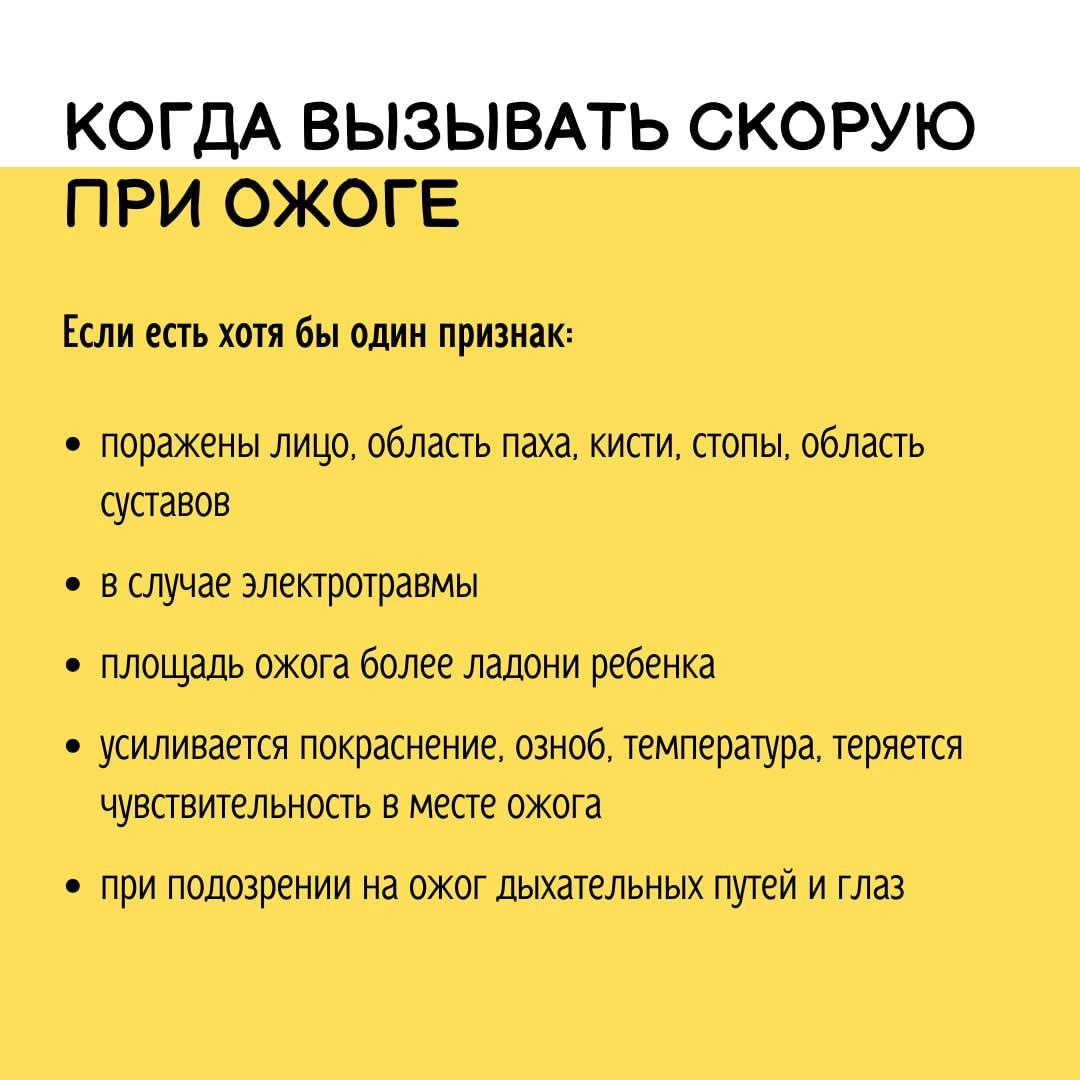 КОГДА ВЫЗЫВАТЬ СКОРУЮ
ПРИ ОЖОГЕ
Если есть хотя бы один признак:
• поражены лицо, область паха, кисти, стопы, область
суставов
• в случае электротравмы
• площадь ожога более ладони ребенка
• усиливается покраснение, озноб, температура, теряется
чувствительность в месте ожога
• при подозрении на ожог дыхательных путей и глаз